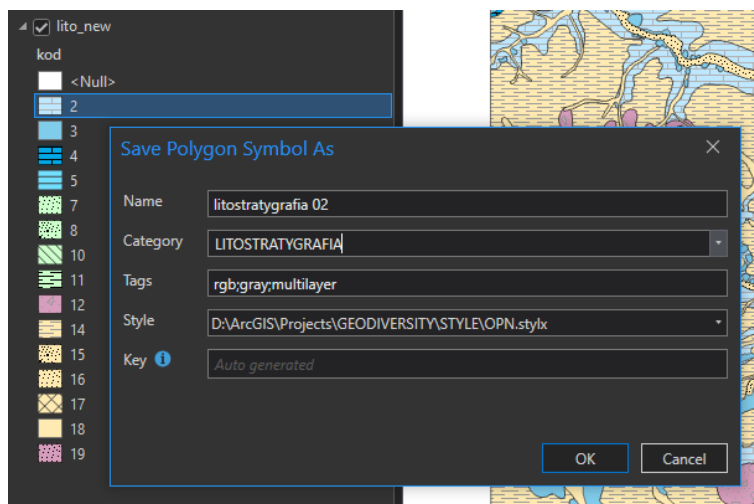 lito_new
kod
<Null>
2
3
4
5
7
8
10
11
12
14
15
16
17
18
19
Save Polygon Symbol As
Name litostratygrafia 02
Category LITOSTRATYGRAFIA
Tags rgb;gray;multilayer
Style D:\ArcGIS\Projects\GEODIVERSITY\STYLE\OPN.stylx
Key Auto generated
OK Cancel